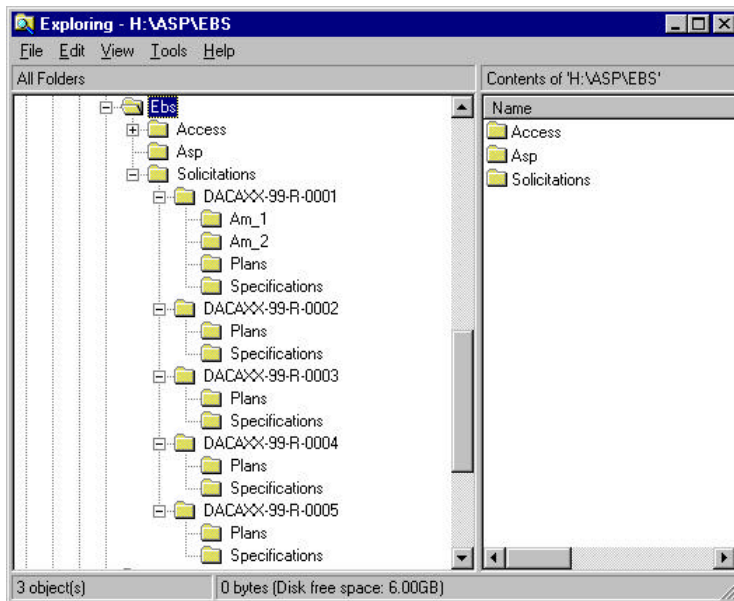 Exploring - H:\ASP\EBS
File Edit View Tools Help
All Folders
Contents of 'H:\ASP\EBS'
Ebs
Access
Asp
Solicitations
DACAXX-99-R-0001
Am_1
Am_2
Plans
Specifications
DACAXX-99-R-0002
Plans
Specifications
DACAXX-99-R-0003
Plans
Specifications
DACAXX-99-R-0004
Plans
Specifications
DACAXX-99-R-0005
Plans
Specifications
Name
Access
Asp
Solicitations
3 object(s)
0 bytes (Disk free space: 6.00GB)